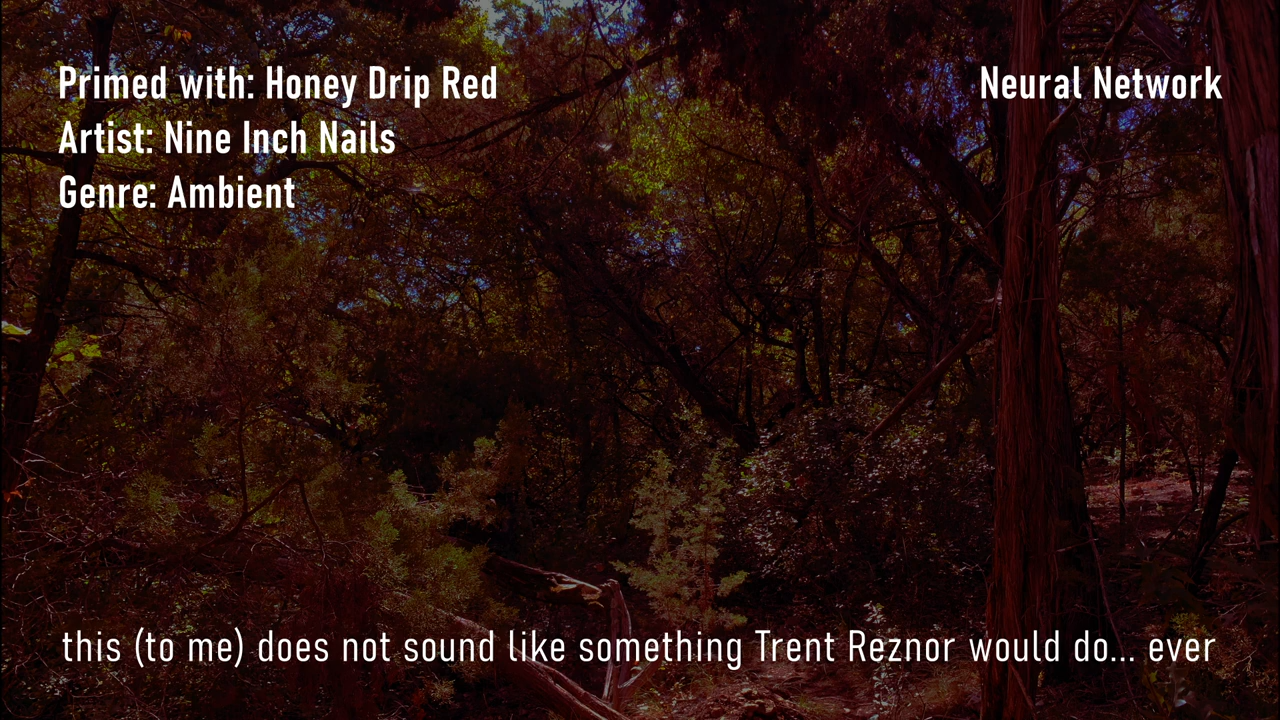 Primed with: Honey Drip Red
Neural Network
Artist: Nine Inch Nails
Genre: Ambient
this (to me) does not sound like something Trent Reznor would do... ever